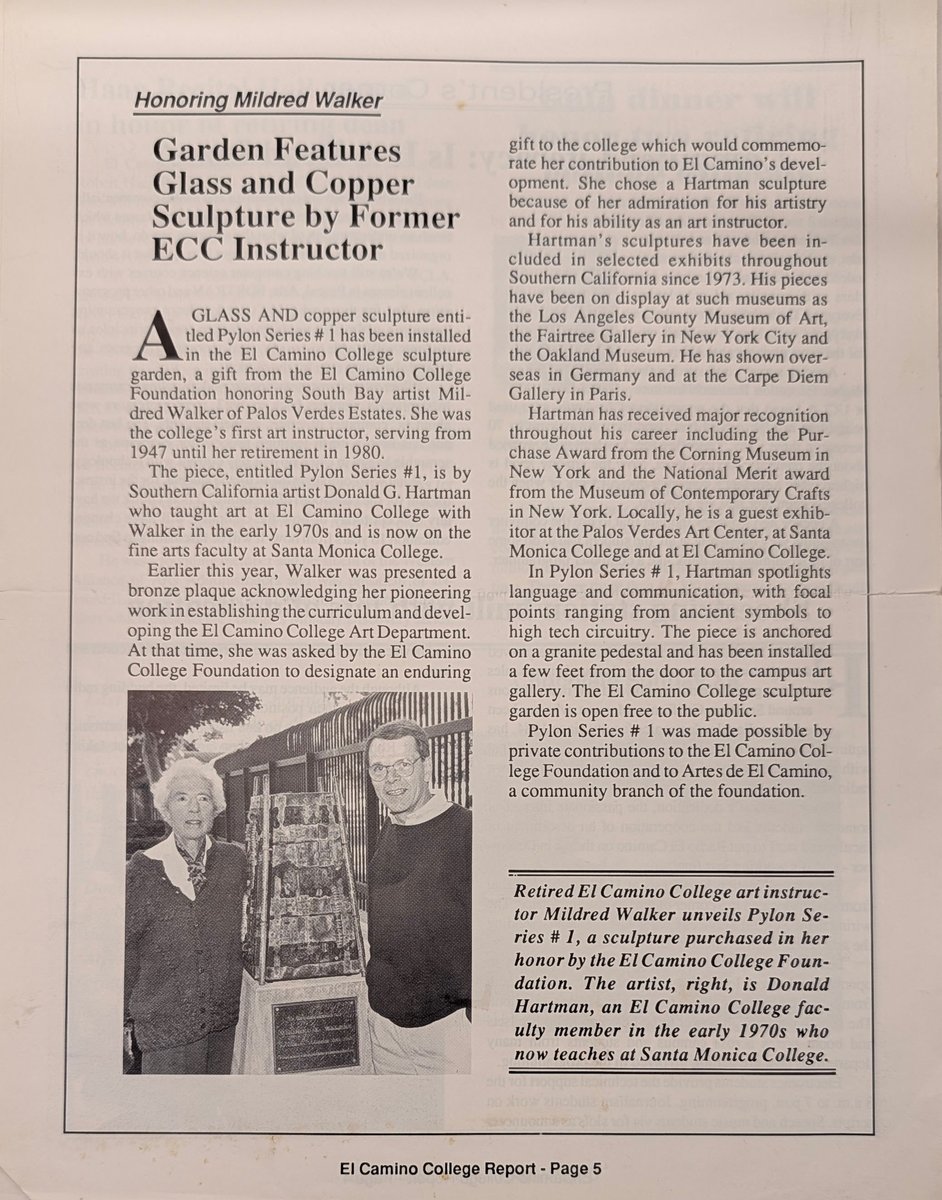 Honoring Mildred Walker
Garden Features
Glass and Copper
Sculpture by Former
ECC Instructor
A GLASS AND copper sculpture enti-
tled Pylon Series # 1 has been installed
in the El Camino College sculpture
garden, a gift from the El Camino College
Foundation honoring South Bay artist Mil-
dred Walker of Palos Verdes Estates. She was
the college's first art instructor, serving from
1947 until her retirement in 1980.
The piece, entitled Pylon Series #1, is by
Southern California artist Donald G. Hartman
who taught art at El Camino College with
Walker in the early 1970s and is now on the
fine arts faculty at Santa Monica College.
Earlier this year, Walker was presented a
bronze plaque acknowledging her pioneering
work in establishing the curriculum and devel-
oping the El Camino College Art Department.
At that time, she was asked by the El Camino
College Foundation to designate an enduring
gift to the college which would commemo-
rate her contribution to El Camino's devel-
opment. She chose a Hartman sculpture
because of her admiration for his artistry
and for his ability as an art instructor.
Hartman's sculptures have been in-
cluded in selected exhibits throughout
Southern California since 1973. His pieces
have been on display at such museums as
the Los Angeles County Museum of Art,
the Fairtree Gallery in New York City and
the Oakland Museum. He has shown over-
seas in Germany and at the Carpe Diem
Gallery in Paris.
Hartman has received major recognition
throughout his career including the Pur-
chase Award from the Corning Museum in
New York and the National Merit award
from the Museum of Contemporary Crafts
in New York. Locally, he is a guest exhib-
itor at the Palos Verdes Art Center, at Santa
Monica College and at El Camino College.
In Pylon Series # 1, Hartman spotlights
language and communication, with focal
points ranging from ancient symbols to
high tech circuitry. The piece is anchored
on a granite pedestal and has been installed
a few feet from the door to the campus art
gallery. The El Camino College sculpture
garden is open free to the public.
Pylon Series # 1 was made possible by
private contributions to the El Camino Col-
lege Foundation and to Artes de El Camino,
a community branch of the foundation.
Retired El Camino College art instruc-
tor Mildred Walker unveils Pylon Se-
ries # 1, a sculpture purchased in her
honor by the El Camino College Foun-
dation. The artist, right, is Donald
Hartman, an El Camino College fac-
ulty member in the early 1970s who
now teaches at Santa Monica College.
El Camino College Report - Page 5